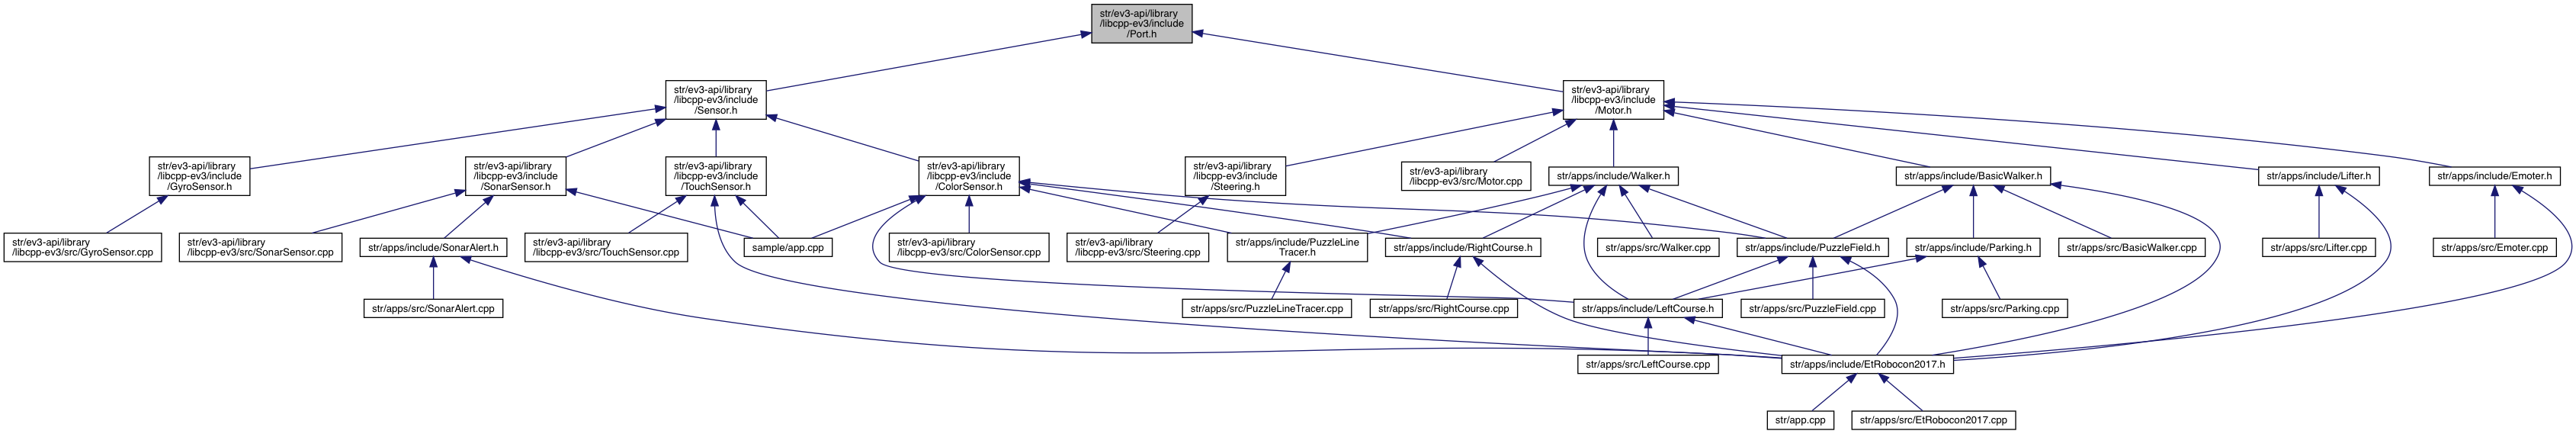 str/ev3-api/library
/libcpp-ev3/include
/Port.h
str/ev3-api/library
/libcpp-ev3/include
/Sensor.h
str/ev3-api/library
/libcpp-ev3/include
/Motor.h
str/ev3-api/library
/libcpp-ev3/include
/GyroSensor.h
str/ev3-api/library
/libcpp-ev3/include
/SonarSensor.h
str/ev3-api/library
/libcpp-ev3/include
/TouchSensor.h
str/ev3-api/library
/libcpp-ev3/include
/ColorSensor.h
str/ev3-api/library
/libcpp-ev3/include
/Steering.h
str/ev3-api/library
/libcpp-ev3/src/Motor.cpp
str/apps/include/Walker.h
str/apps/include/BasicWalker.h
str/apps/include/Lifter.h
str/apps/include/Emoter.h
str/ev3-api/library
/libcpp-ev3/src/GyroSensor.cpp
str/ev3-api/library
/libcpp-ev3/src/SonarSensor.cpp
str/apps/include/SonarAlert.h
str/ev3-api/library
/libcpp-ev3/src/TouchSensor.cpp
sample/app.cpp
str/ev3-api/library
/libcpp-ev3/src/ColorSensor.cpp
str/ev3-api/library
/libcpp-ev3/src/Steering.cpp
str/apps/include/PuzzleLine
Tracer.h
str/apps/include/RightCourse.h
str/apps/src/Walker.cpp
str/apps/include/PuzzleField.h
str/apps/include/Parking.h
str/apps/src/BasicWalker.cpp
str/apps/src/Lifter.cpp
str/apps/src/Emoter.cpp
str/apps/src/SonarAlert.cpp
str/apps/src/PuzzleLineTracer.cpp
str/apps/src/RightCourse.cpp
str/apps/include/LeftCourse.h
str/apps/src/PuzzleField.cpp
str/apps/src/Parking.cpp
str/apps/src/LeftCourse.cpp
str/apps/include/EtRobocon2017.h
str/app.cpp
str/apps/src/EtRobocon2017.cpp